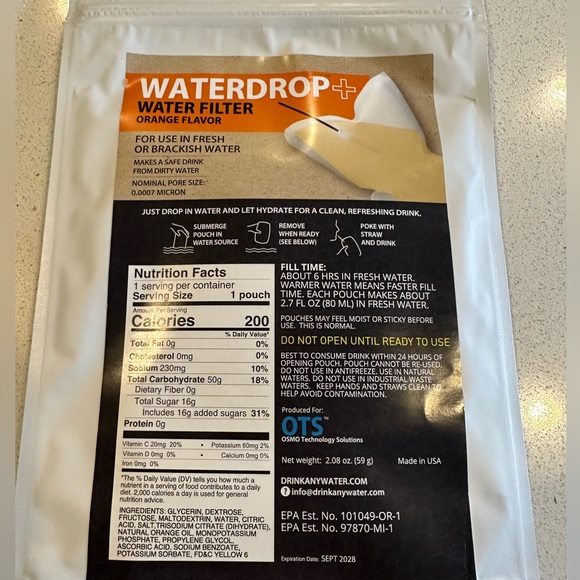 WATERDROP+
WATER FILTER
ORANGE FLAVOR
FOR USE IN FRESH
OR BRACKISH WATER
MAKES A SAFE DRINK
FROM DIRTY WATER
NOMINAL PORE SIZE:
0.0007 MICRON
JUST DROP IN WATER AND LET HYDRATE FOR A CLEAN, REFRESHING DRINK.
SUBMERGE
POUCH IN
WATER SOURCE
REMOVE
WHEN READY
(SEE BELOW)
POKE WITH
STRAW
AND DRINK
Nutrition Facts
1 serving per container
Serving Size 1 pouch
Amount Per Serving
Calories 200
% Daily Value*
Total Fat 0g 0%
Cholesterol 0mg 0%
Sodium 230mg 10%
Total Carbohydrate 50g 18%
Dietary Fiber 0g
Total Sugar 16g
Includes 16g added sugars 31%
Protein 0g
Vitamin C 20mg 20% • Potassium 60mg 2%
Vitamin D 0mg 0% • Calcium 0mg 0%
Iron 0mg 0%
*The % Daily Value (DV) tells you how much a
nutrient in a serving of food contributes to a daily
diet. 2,000 calories a day is used for general
nutrition advice.
INGREDIENTS: GLYCERIN, DEXTROSE,
FRUCTOSE, MALTODEXTRIN, WATER, CITRIC
ACID, SALT,TRISODIUM CITRATE (DIHYDRATE),
NATURAL ORANGE OIL, MONOPOTASSIUM
PHOSPHATE, PROPYLENE GLYCOL,
ASCORBIC ACID, SODIUM BENZOATE,
POTASSIUM SORBATE, FD&C YELLOW 6
FILL TIME:
ABOUT 6 HRS IN FRESH WATER.
WARMER WATER MEANS FASTER FILL
TIME. EACH POUCH MAKES ABOUT
2.7 FL OZ (80 ML) IN FRESH WATER.
POUCHES MAY FEEL MOIST OR STICKY BEFORE
USE. THIS IS NORMAL.
DO NOT OPEN UNTIL READY TO USE
BEST TO CONSUME DRINK WITHIN 24 HOURS OF
OPENING POUCH. POUCH CANNOT BE RE-USED.
DO NOT USE IN ANTIFREEZE. USE IN NATURAL
WATERS. DO NOT USE IN INDUSTRIAL WASTE
WATERS. KEEP HANDS AND STRAWS CLEAN TO
HELP AVOID CONTAMINATION.
Produced For:
OTS™
OSMO Technology Solutions
Net weight: 2.08 oz. (59 g) Made in USA
DRINKANYWATER.COM
info@drinkanywater.com
EPA Est. No. 101049-OR-1
EPA Est. No. 97870-MI-1
Expiration Date: SEPT 2028